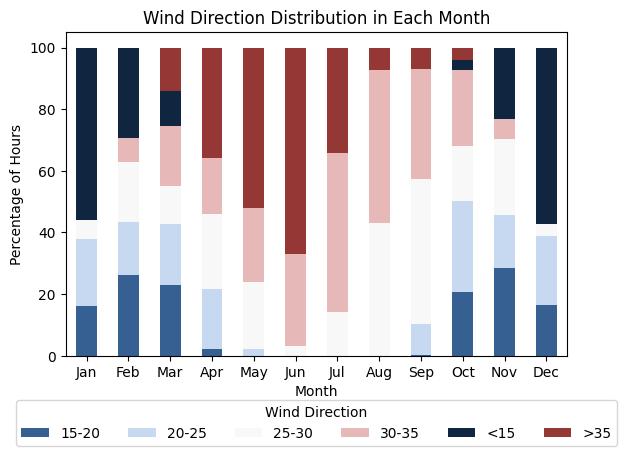 Wind Direction Distribution in Each Month
100
80
60
40
20
0
Percentage of Hours
Jan Feb Mar Apr May Jun Jul Aug Sep Oct Nov Dec
Month
Wind Direction
15-20 20-25 25-30 30-35 <15 >35